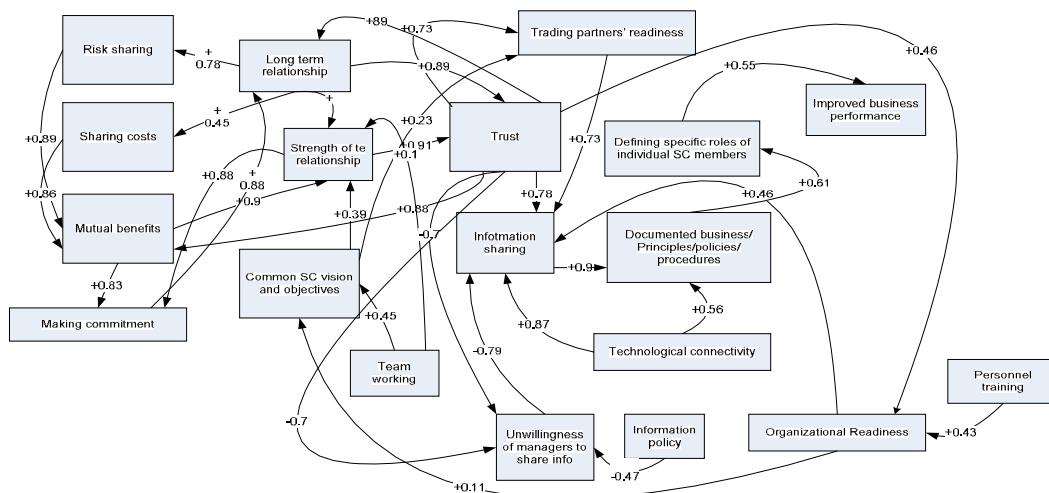 +89
+0.73
Trading partners' readiness
+0.46
Risk sharing
+
0.78
Long term
relationship
+0.89
+0.55
Improved business
performance
+
0.45
+0.23
Sharing costs
Trust
+0.73
Defining specific roles of
individual SC members
+0.89
Strength of te
relationship
+0.91
+0.1
+0.88
+
0.88
+0.86
+0.9
+0.88
+0.78
+0.46
+0.61
Mutual benefits
+0.39
-0.7
Infotmation
sharing
Documented business/
Principles/policies/
procedures
+0.9
+0.83
Common SC vision
and objectives
Making commitment
+0.45
+0.87
+0.56
-0.79
Technological connectivity
Team
working
Personnel
training
-0.7
Unwillingness
of managers to
share info
Information
policy
Organizational Readiness
+0.43
-0.47
+0.11